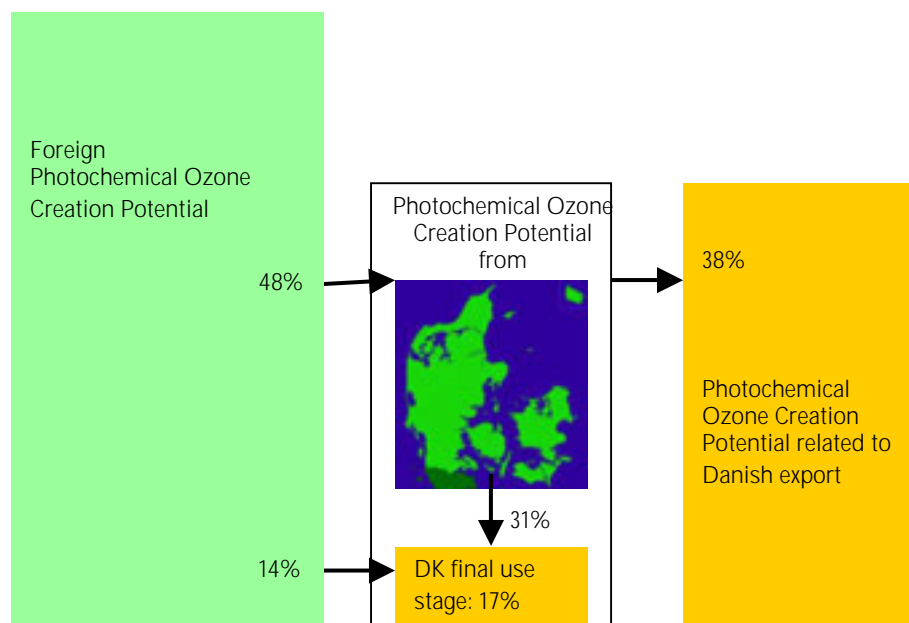 Foreign
Photochemical Ozone
Creation Potential
48%
14%
Photochemical Ozone
Creation Potential
from
31%
DK final use
stage: 17%
38%
Photochemical
Ozone Creation
Potential related to
Danish export